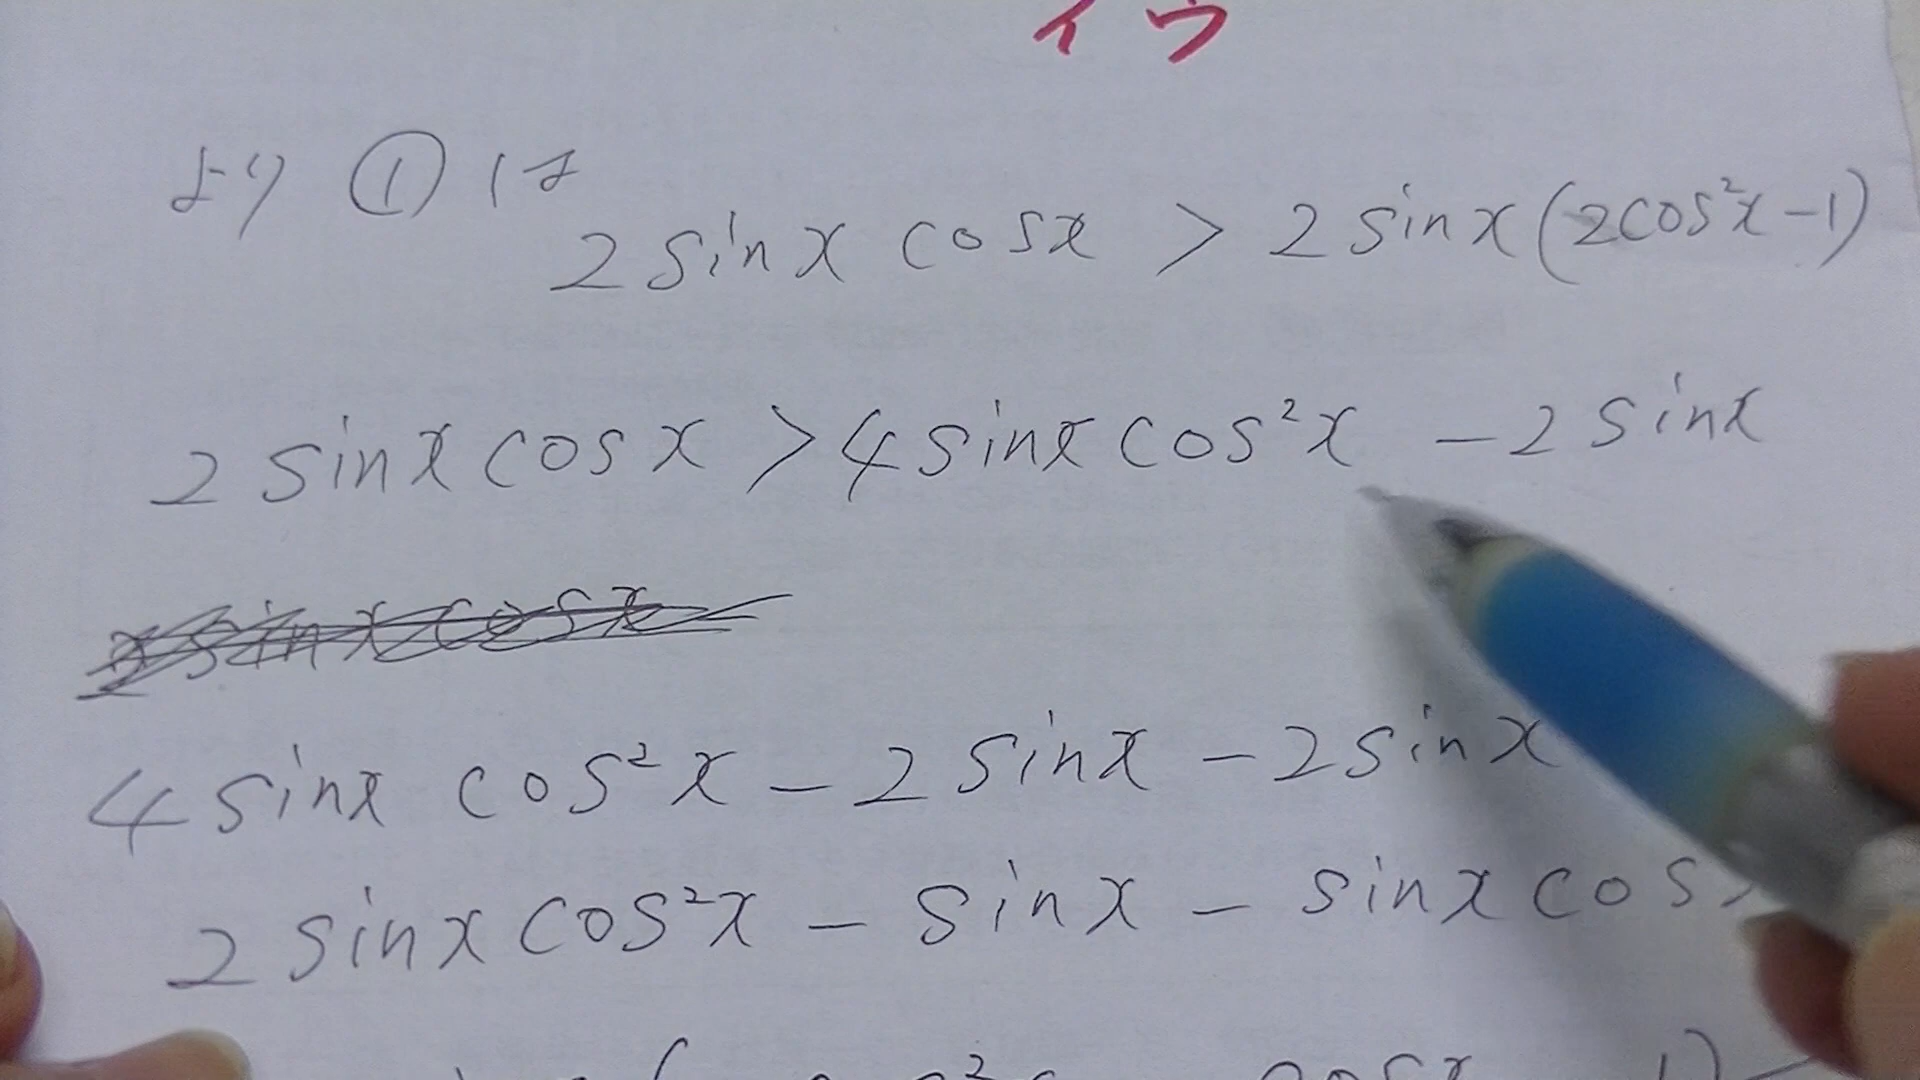 イウ
より ① は
2sinx cosx > 2sinx(2cos²x-1)
2sinx cosx > 4sinx cos²x - 2sinx
4sinx cos²x - 2sinx - 2sinx
2sinx cos²x - sinx - sinx cos
cosx